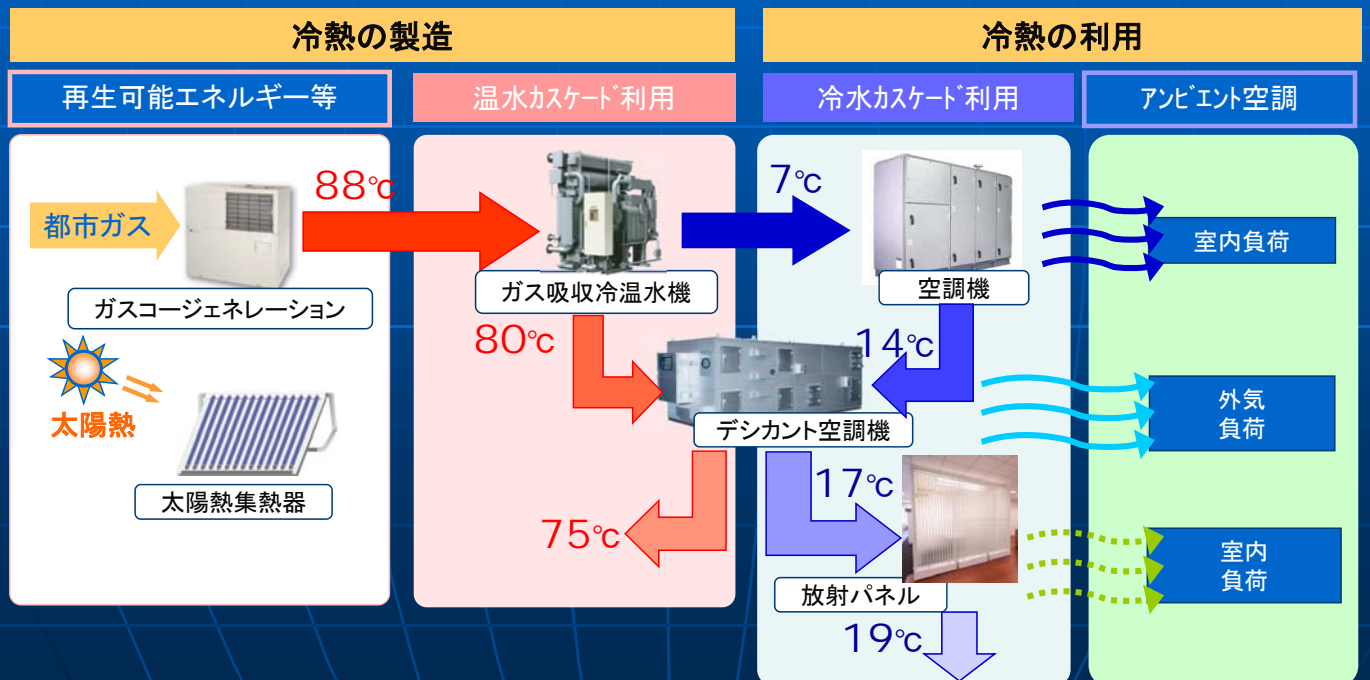 冷熱の製造
冷熱の利用
再生可能エネルギー等
温水カスケード利用
冷水カスケード利用
アンビエント空調
都市ガス
88℃
7℃
室内負荷
ガスコージェネレーション
ガス吸収冷温水機
空調機
80℃
14℃
太陽熱
外気
負荷
デシカント空調機
太陽熱集熱器
17℃
75℃
室内
負荷
放射パネル
19℃